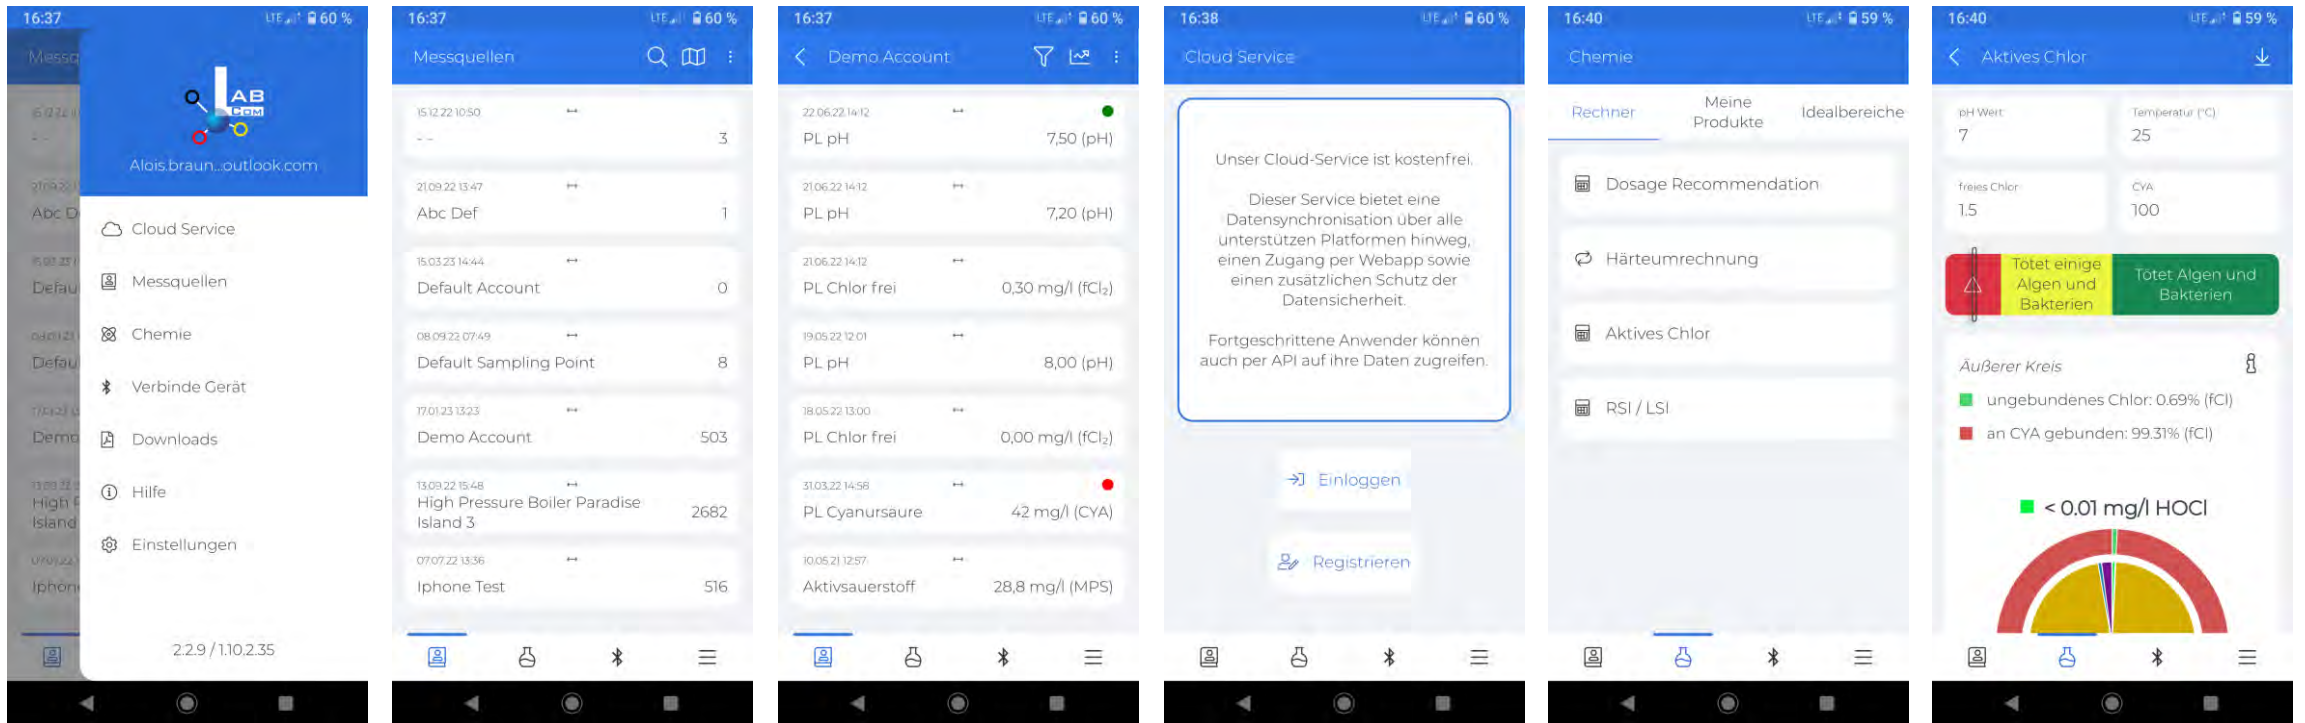 16:37
LTE 60 %
LAB
COM
Alois.braun...outlook.com
Cloud Service
Messquellen
Chemie
Verbinde Gerät
Downloads
Hilfe
Einstellungen
2.2.9 / 1.10.2.35
16:37
LTE 60 %
Messquellen
15.12.22 10:50
- -
3
21.09.22 13:47
Abc Def
1
15.03.23 14:44
Default Account
0
08.09.22 07:49
Default Sampling Point
8
17.01.23 13:23
Demo Account
503
13.09.22 15:48
High Pressure Boiler Paradise
Island 3
2682
07.07.22 13:36
Iphone Test
516
16:37
LTE 60 %
Demo Account
22.06.22 14:12
PL pH
7,50 (pH)
21.06.22 14:12
PL pH
7,20 (pH)
21.06.22 14:12
PL Chlor frei
0,30 mg/l (fCl₂)
19.05.22 12:01
PL pH
8,00 (pH)
18.05.22 13:00
PL Chlor frei
0,00 mg/l (fCl₂)
31.03.22 14:58
PL Cyanursäure
42 mg/l (CYA)
10.05.21 12:57
Aktivsauerstoff
28,8 mg/l (MPS)
16:38
LTE 60 %
Cloud Service
Unser Cloud-Service ist kostenfrei.
Dieser Service bietet eine
Datensynchronisation über alle
unterstützen Platformen hinweg,
einen Zugang per Webapp sowie
einen zusätzlichen Schutz der
Datensicherheit.
Fortgeschrittene Anwender können
auch per API auf ihre Daten zugreifen.
Einloggen
Registrieren
16:40
LTE 59 %
Chemie
Rechner
Meine
Produkte
Idealbereiche
Dosage Recommendation
Härteumrechnung
Aktives Chlor
RSI / LSI
16:40
LTE 59 %
Aktives Chlor
pH Wert
7
Temperatur (°C)
25
freies Chlor
1.5
CYA
100
Tötet einige
Algen und
Bakterien
Tötet Algen und
Bakterien
Äußerer Kreis
ungebundenes Chlor: 0.69% (fCl)
an CYA gebunden: 99.31% (fCl)
< 0.01 mg/l HOCl